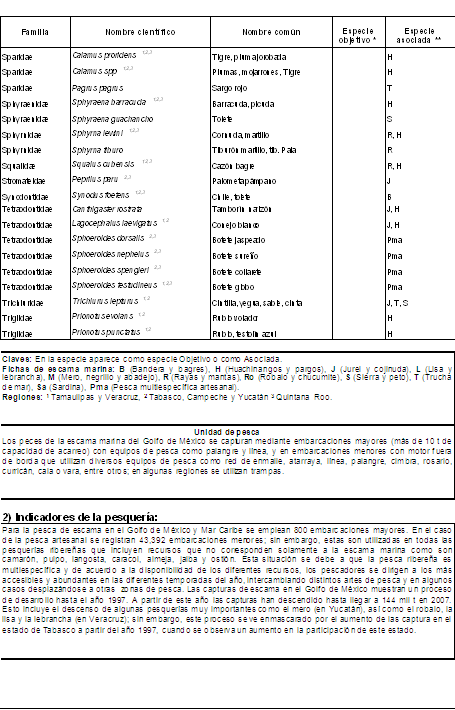 Familia Nombre científico Nombre común Especie objetivo * Especie asociada **
Sparidae Calamus proridens 1,2,3 Tigre, pluma jorobada H
Sparidae Calamus spp 1,2,3 Plumas, mojarrones, Tigre H
Sparidae Pagrus pagrus Sargo rojo T
Sphyraenidae Sphyraena barracuda 1,2,3 Barracuda, picuda H
Sphyraenidae Sphyraena guachancho Tolete S
Sphyrnidae Sphyrna lewini 1,2,3 Cornuda, martillo R, H
Sphyrnidae Sphyrna tiburo Tiburón martillo, tib. Pala R
Squalidae Squalus cubensis 1,2,3 Cazón bagre R, H
Stromateidae Peprilus paru 2,3 Palometa pámpano J
Synodontidae Synodus foetens 2,3 Chile, fofete B
Tetraodontidae Canthigaster rostrata Tamborín narizón J, H
Tetraodontidae Lagocephalus laevigatus 1,2 Conejo blanco J, H
Tetraodontidae Sphoeroides dorsalis 2,3 Botete jaspeado Pma
Tetraodontidae Sphoeroides nephelus 2,3 Botete sureño Pma
Tetraodontidae Sphoeroides spengleri 2,3 Botete collarete Pma
Tetraodontidae Sphoeroides testudineus 1,2,3 Botete gibbo Pma
Trichiuridae Trichiurus lepturus 1,2 Cintilla, yegua, sable, cinta J, T, S
Triglidae Prionotus evolans 1,2 Rubio volador H
Triglidae Prionotus punctatus 1,2 Rubio, testolin azul H
Claves: En la especie aparece como especie Objetivo o como Asociada.
Fichas de escama marina: B (Bandera y bagres), H (Huachinangos y pargos), J (Jurel y cojinuda), L (Lisa y
lebrancha), M (Mero, negrillo y abadejo), R (Rayas y mantas), Ro (Robalo y chucumite), S (Sierra y peto), T (Trucha
de mar), Sa (Sardina), Pma (Pesca multiespecífica artesanal).
Regiones: 1 Tamaulipas y Veracruz, 2 Tabasco, Campeche y Yucatán 3 Quintana Roo.
Unidad de pesca
Los peces de la escama marina del Golfo de México se capturan mediante embarcaciones mayores (más de 10 t de
capacidad de acarreo) con equipos de pesca como palangre y línea, y en embarcaciones menores con motor fuera
de borda que utilizan diversos equipos de pesca como red de enmalle, atarraya, línea, palangre, cimbra, rosario,
curricán, cala o vara, entre otros; en algunas regiones se utilizan trampas.
2) Indicadores de la pesquería:
Para la pesca de escama en el Golfo de México y Mar Caribe se emplean 800 embarcaciones mayores. En el caso
de la pesca artesanal se registran 43,392 embarcaciones menores; sin embargo, estas son utilizadas en todas las
pesquerías ribereñas que incluyen recursos que no corresponden solamente a la escama marina como son
camarón, pulpo, langosta, caracol, almeja, jaiba y ostión. Esta situación se debe a que la pesca ribereña es
multiespecífica y de acuerdo a la disponibilidad de los diferentes recursos, los pescadores se dirigen a los más
accesibles y abundantes en las diferentes temporadas del año, intercambiando distintos artes de pesca y en algunos
casos desplazándose a otras zonas de pesca. Las capturas de escama en el Golfo de México muestran un proceso
de desarrollo hasta el año 1997. A partir de este año las capturas han descendido hasta llegar a 144 mil t en 2007.
Esto incluye el descenso de algunas pesquerías muy importantes como el mero (en Yucatán), así como el robalo, la
lisa y la lebrancha (en Veracruz); sin embargo, este proceso se ve enmascarado por el aumento de las captura en el
estado de Tabasco a partir del año 1997, cuando se observa un aumento en la participación de este estado.